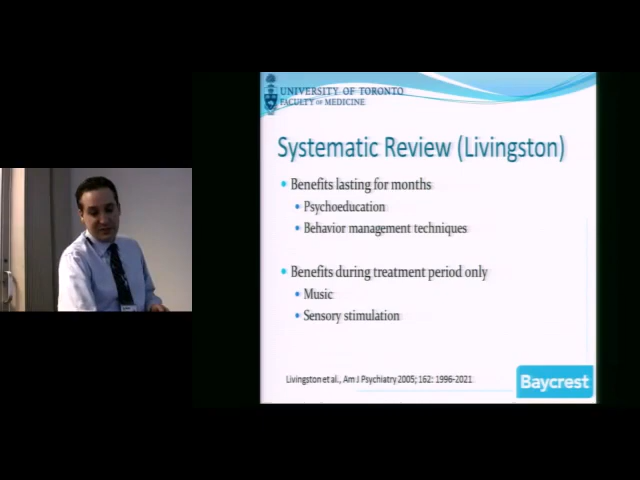 UNIVERSITY OF TORONTO
FACULTY OF MEDICINE
Systematic Review (Livingston)
• Benefits lasting for months
• Psychoeducation
• Behavior management techniques
• Benefits during treatment period only
• Music
• Sensory stimulation
Livingston et al., Am J Psychiatry 2005; 162: 1996-2021
Baycrest